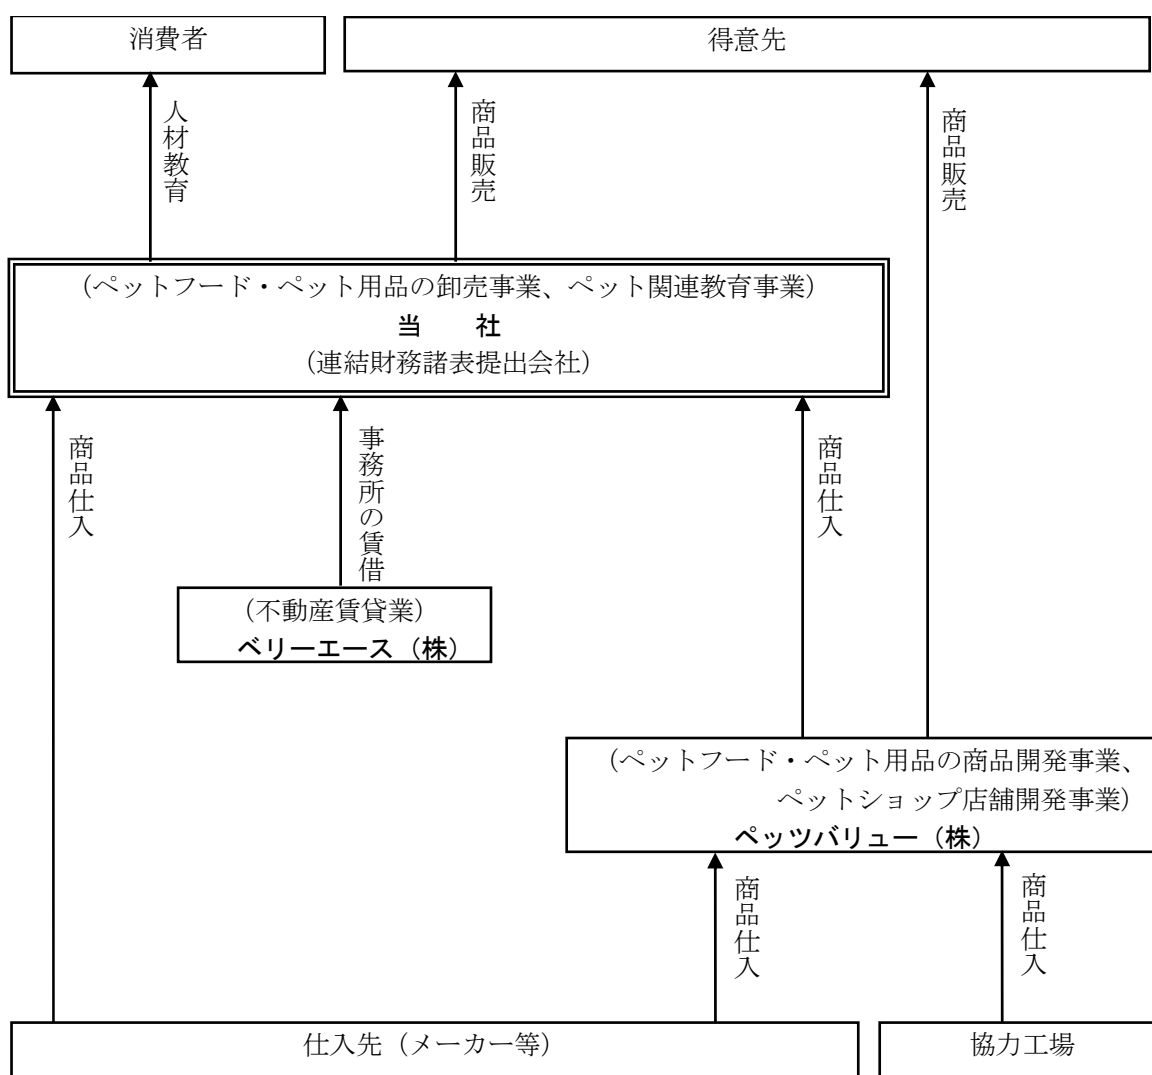 消費者
得意先
人材教育
商品販売
商品販売
(ペットフード・ペット用品の卸売事業、ペット関連教育事業)
当　　社
(連結財務諸表提出会社)
商品仕入
事務所の賃借
商品仕入
(不動産賃貸業)
ベリーエース（株）
(ペットフード・ペット用品の商品開発事業、
ペットショップ店舗開発事業)
ペッツバリュー（株）
商品仕入
商品仕入
仕入先（メーカー等）
協力工場